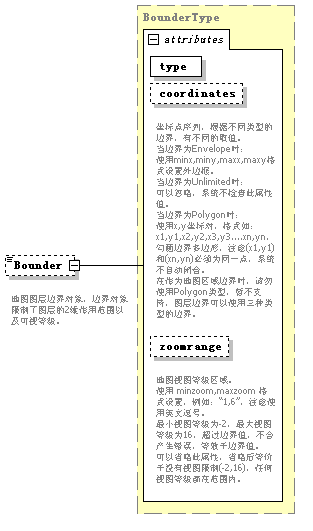 BounderType
attributes
type
coordinates
坐标点序列，根据不同类型的
边界，有不同的取值。
当边界为Envelope时：
使用minx,miny,maxx,maxy格
式设置外边框。
当边界为Unlimited时：
可以忽略，系统不检查此属性
值。
当边界为Polygon时：
使用x,y坐标对，格式如：
x1,y1,x2,y2,x3,y3....xn,yn,
勾画边界多边形，注意(x1,y1)
和(xn,yn)必须为同一点，系统
不自动闭合。
在作为地图区域边界时，请勿
使用Polygon类型，暂不支
持，图层边界可以使用三种类
型的边界。
Bounder
地图图层边界对象，边界对象
限制了图层的2维作用范围以
及可视等级。
zoomrange
地图视图等级区域。
使用 minzoom,maxzoom 格
式设置，例如："1,6"，注意使
用英文逗号。
最小视图等级为-2，最大视图
等级为16，超过边界值，不会
产生错误，等效于边界值。
可以省略此属性，省略后等价
于没有视图限制(-2,16)，任何
视图等级都在范围内。